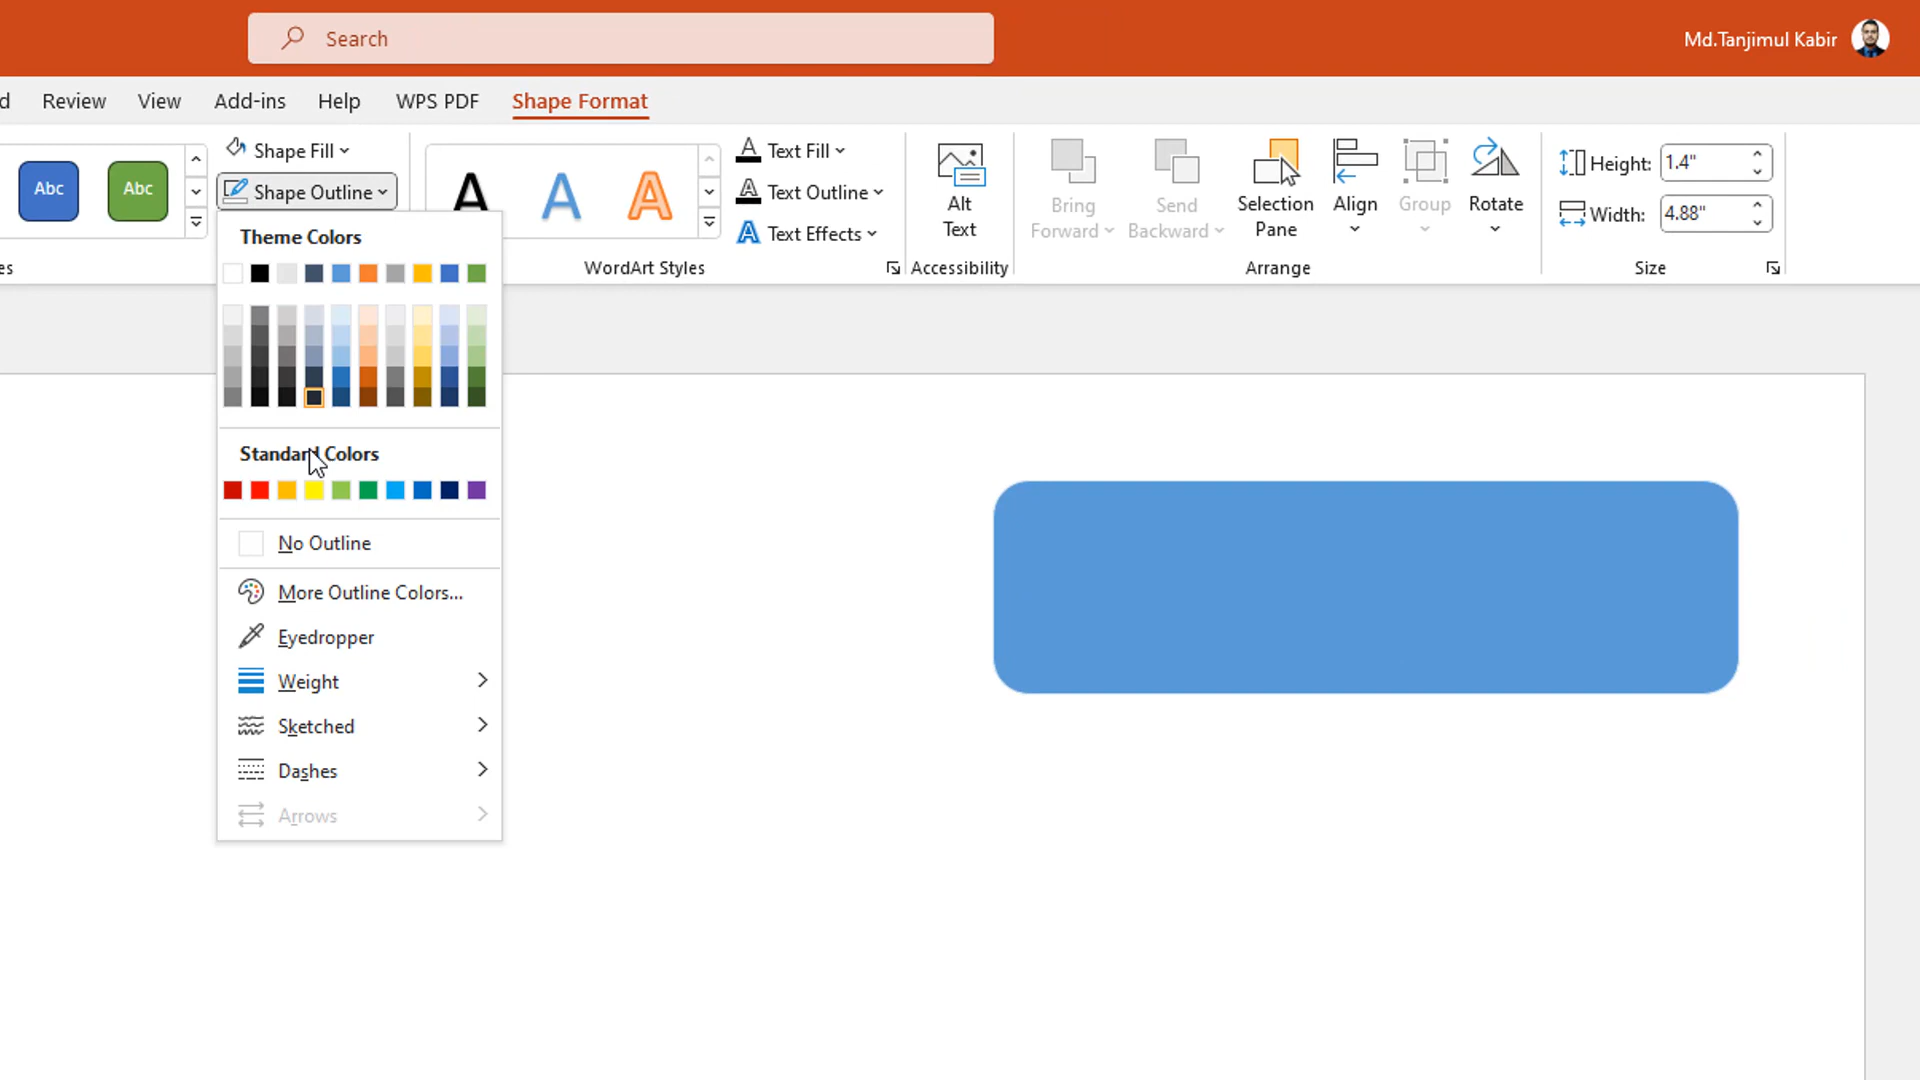 Search
Md.Tanjimul Kabir
d Review View Add-ins Help WPS PDF Shape Format
Abc Abc
Shape Fill
Shape Outline
A A A
Text Fill
Text Outline
Text Effects
Alt
Text
Bring
Forward
Send
Backward
Selection
Pane
Align
Group
Rotate
Height: 1.4"
Width: 4.88"
es
WordArt Styles
Accessibility
Arrange
Size
Theme Colors
Standard Colors
No Outline
More Outline Colors...
Eyedropper
Weight
Sketched
Dashes
Arrows